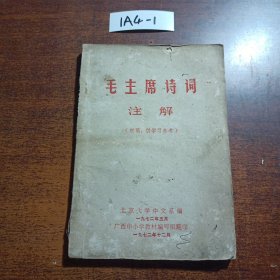 1A4-1
毛主席诗词
注解
（初稿，供学习参考）
北京大学中文系编
一九七二年五月
广西中小学教材编写组翻印
一九七二年十二月